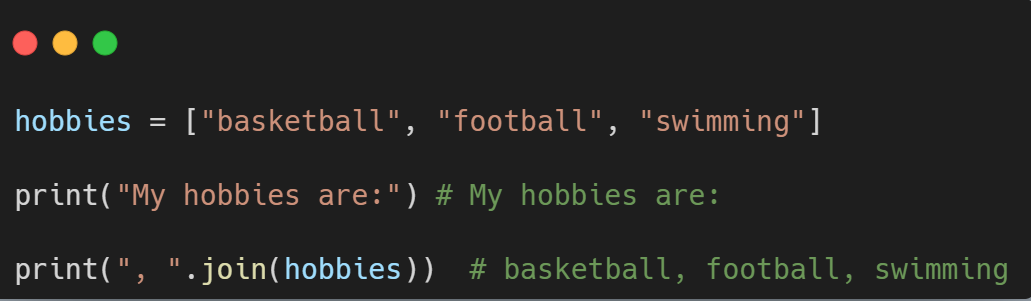 hobbies = ["basketball", "football", "swimming"]
print("My hobbies are:") # My hobbies are:
print(", ".join(hobbies))  # basketball, football, swimming